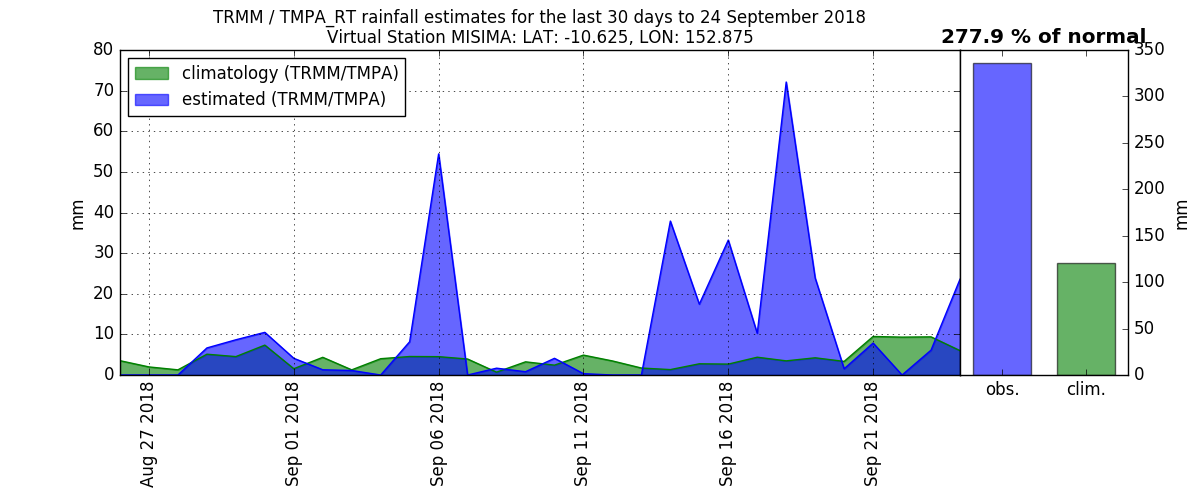 TRMM / TMPA_RT rainfall estimates for the last 30 days to 24 September 2018
Virtual Station MISIMA: LAT: -10.625, LON: 152.875
277.9 % of normal
climatology (TRMM/TMPA)
estimated (TRMM/TMPA)
80
70
60
50
40
30
20
10
0
mm
Aug 27 2018
Sep 01 2018
Sep 06 2018
Sep 11 2018
Sep 16 2018
Sep 21 2018
obs.
clim.
350
300
250
200
150
100
50
0
mm